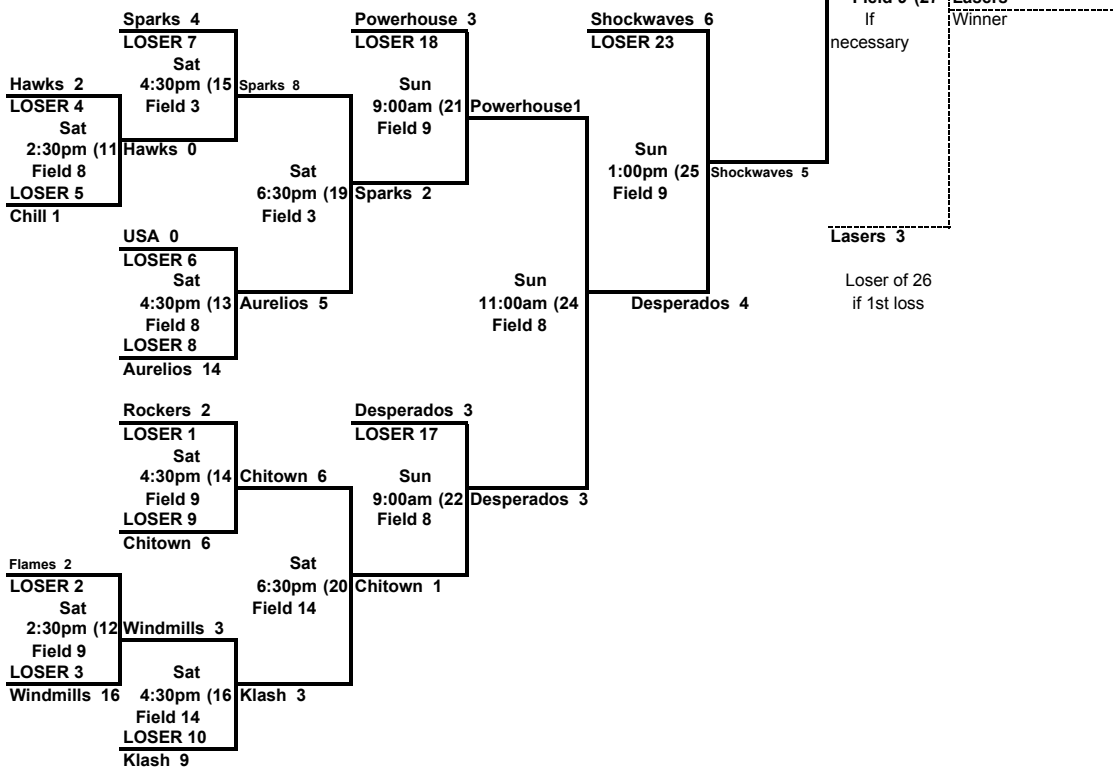 Sparks 4
LOSER 7
Sat
4:30pm (15
Field 3
Hawks 2
LOSER 4
Sat
2:30pm (11
Field 8
LOSER 5
Chill 1
Hawks 0
Sparks 8
USA 0
LOSER 6
Sat
4:30pm (13
Field 8
LOSER 8
Aurelios 14
Sat
6:30pm (19
Field 3
Aurelios 5
Powerhouse 3
LOSER 18
Sun
9:00am (21
Field 9
Sparks 2
Powerhouse1
Rockers 2
LOSER 1
Sat
4:30pm (14
Field 9
LOSER 9
Chitown 6
Chitown 6
Flames 2
LOSER 2
Sat
2:30pm (12
Field 9
LOSER 3
Windmills 16
Windmills 3
Sat
4:30pm (16
Field 14
LOSER 10
Klash 9
Klash 3
Sat
6:30pm (20
Field 14
Chitown 1
Desperados 3
LOSER 17
Sun
9:00am (22
Field 8
Desperados 3
Sun
11:00am (24
Field 8
Desperados 4
Shockwaves 6
LOSER 23
Sun
1:00pm (25
Field 9
Shockwaves 5
If
necessary
Winner
Lasers 3
Loser of 26
if 1st loss